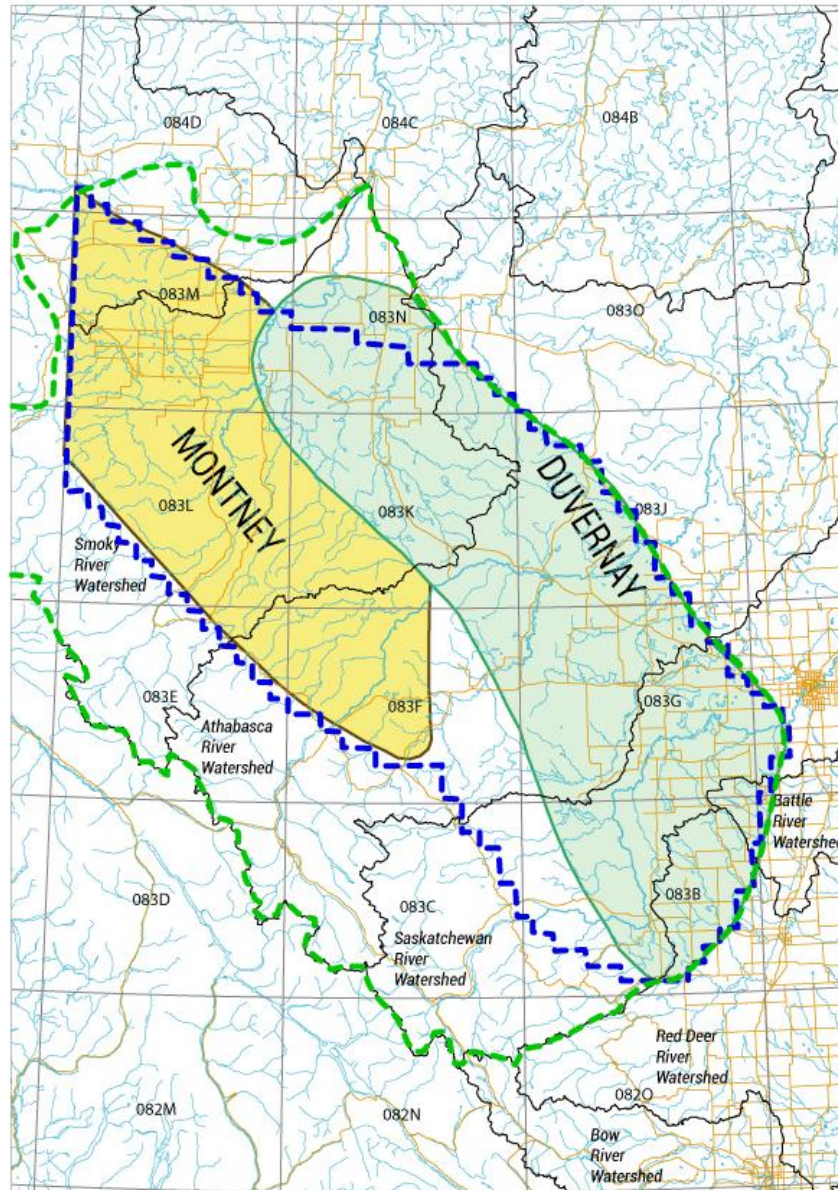 084D
084C
084B
083M
083N
083O
MONTNEY
DUVERNAY
083L
083K
083J
Smoky
River
Watershed
083E
083F
083G
Athabasca
River
Watershed
Battle
River
Watershed
083D
083C
083B
Saskatchewan
River
Watershed
Red Deer
River
Watershed
082M
082N
082O
Bow
River
Watershed